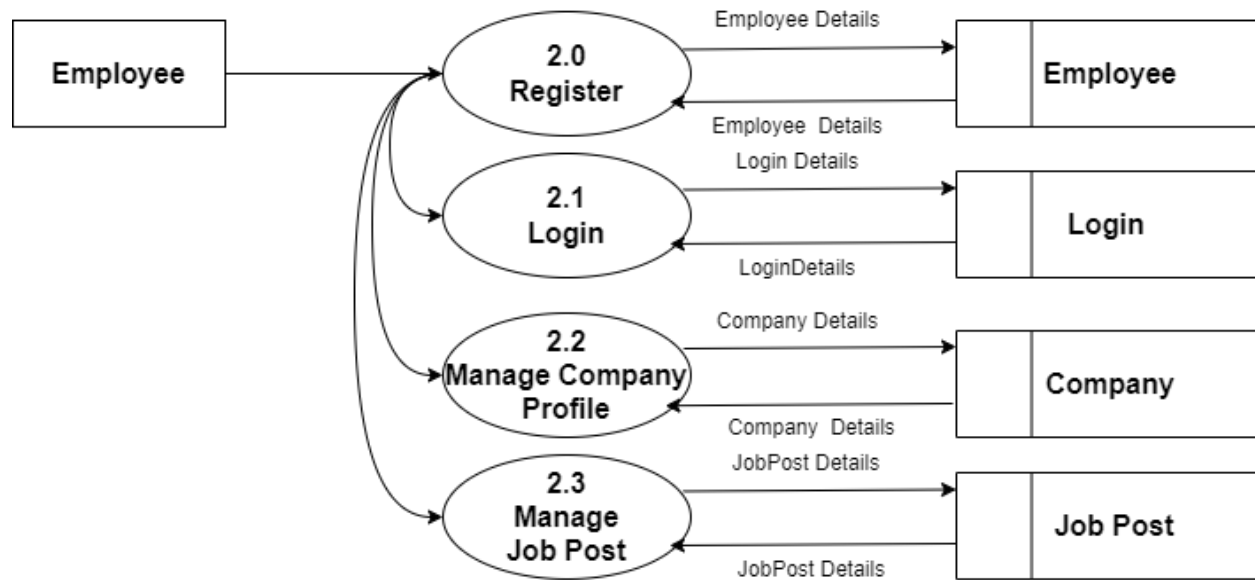 Employee Details
Employee
2.0
Register
Employee
Employee  Details
Login Details
2.1
Login
Login
LoginDetails
Company Details
2.2
Manage Company
Profile
Company
Company  Details
JobPost Details
2.3
Manage
Job Post
Job Post
JobPost Details